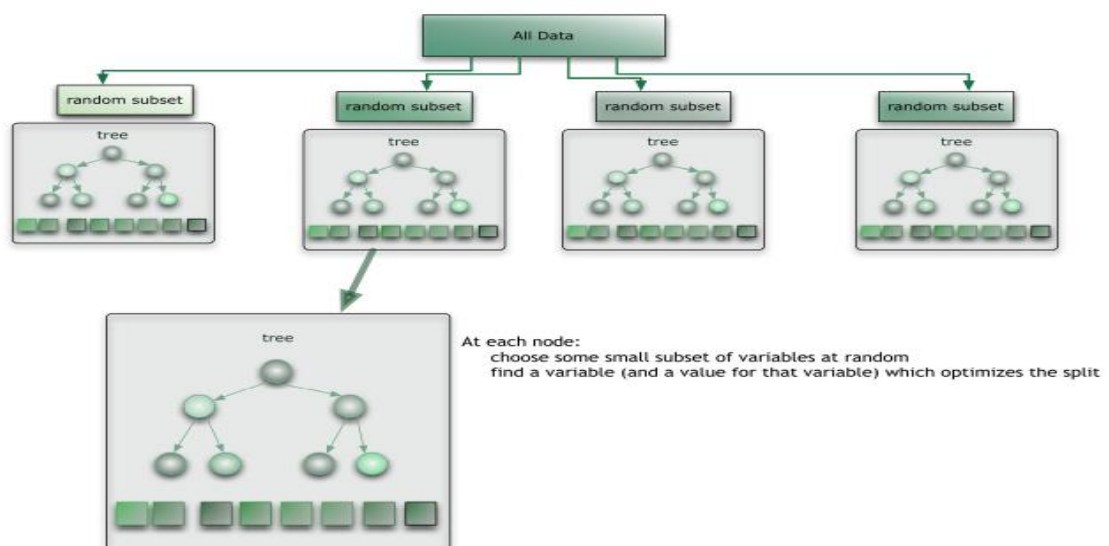 All Data
random subset
random subset
random subset
random subset
tree
tree
tree
tree
tree
At each node:
choose some small subset of variables at random
find a variable (and a value for that variable) which optimizes the split